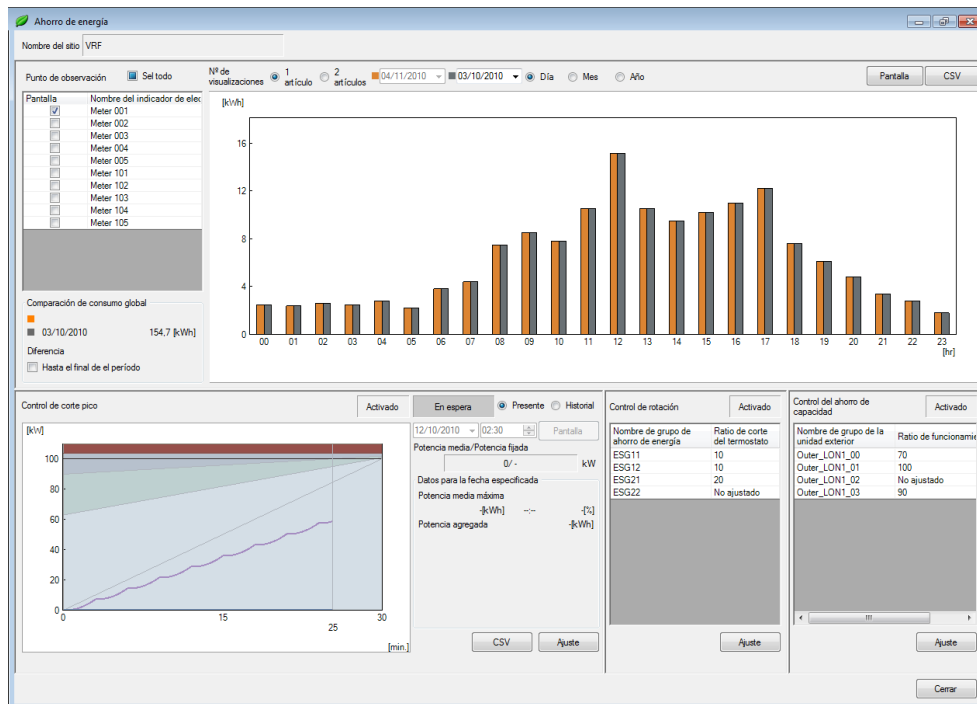 Ahorro de energía
Nombre del sitio VRF
Punto de observación Sel todo
Nº de visualizaciones 1 artículo 2 artículos 04/11/2010 03/10/2010 Día Mes Año Pantalla CSV
Pantalla Nombre del indicador de elec
Meter 001
Meter 002
Meter 003
Meter 004
Meter 005
Meter 101
Meter 102
Meter 103
Meter 104
Meter 105
[kWh]
16
12
8
4
0
00 01 02 03 04 05 06 07 08 09 10 11 12 13 14 15 16 17 18 19 20 21 22 23
[hr]
Comparación de consumo global
03/10/2010 154,7 [kWh]
Diferencia
Hasta el final de el período
Control de corte pico Activado
[kW]
100
80
60
40
20
0
0 15 30
25
[min.]
En espera Presente Historial
12/10/2010 02:30 Pantalla
Potencia media/Potencia fijada
0/ - kW
Datos para la fecha especificada
Potencia media máxima
-[kWh] --:-- -[%]
Potencia agregada -[kWh]
CSV Ajuste
Control de rotación Activado
Nombre de grupo de ahorro de energía Ratio de corte del termostato
ESG11 10
ESG12 10
ESG21 20
ESG22 No ajustado
Ajuste
Control del ahorro de capacidad Activado
Nombre de grupo de la unidad exterior Ratio de funcionamie
Outer_LON1_00 70
Outer_LON1_01 100
Outer_LON1_02 No ajustado
Outer_LON1_03 90
Ajuste
Cerrar